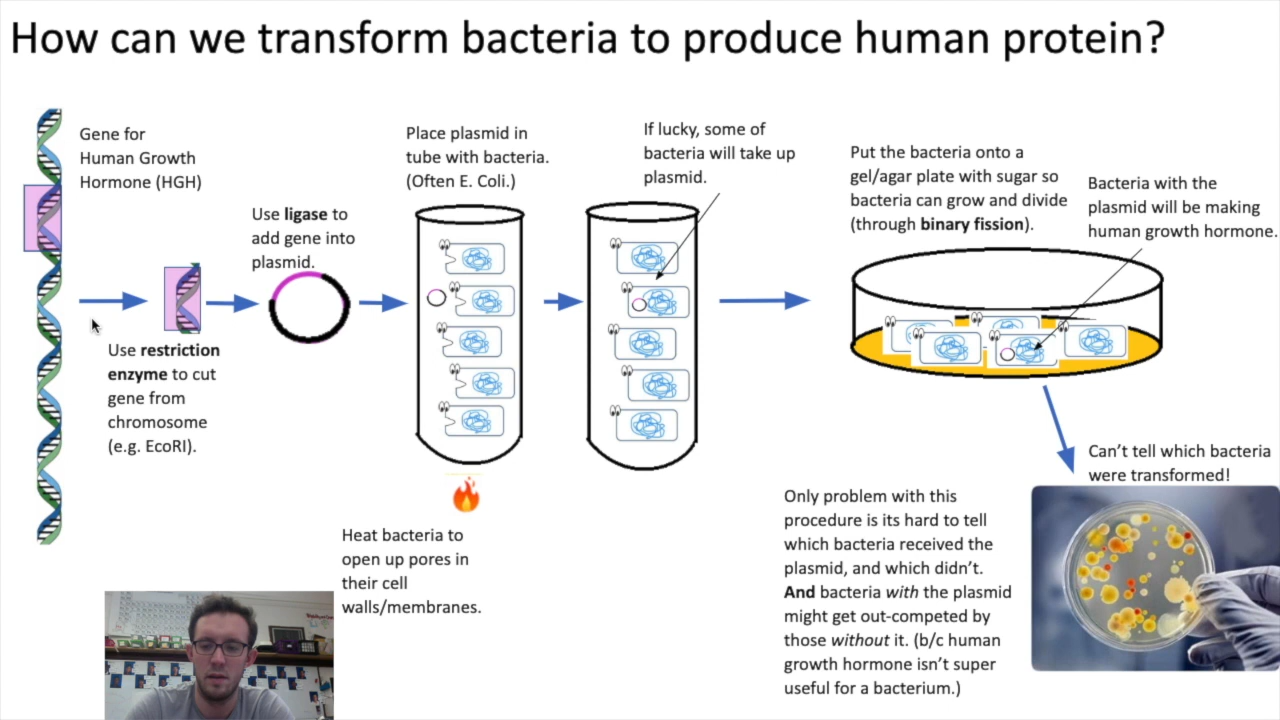 How can we transform bacteria to produce human protein?
Gene for
Human Growth
Hormone (HGH)
Use restriction
enzyme to cut
gene from
chromosome
(e.g. EcoRI).
Use ligase to
add gene into
plasmid.
Place plasmid in
tube with bacteria.
(Often E. Coli.)
Heat bacteria to
open up pores in
their cell
walls/membranes.
If lucky, some of
bacteria will take up
plasmid.
Put the bacteria onto a
gel/agar plate with sugar so
bacteria can grow and divide
(through binary fission).
Bacteria with the
plasmid will be making
human growth hormone.
Can't tell which bacteria
were transformed!
Only problem with this
procedure is its hard to tell
which bacteria received the
plasmid, and which didn't.
And bacteria with the plasmid
might get out-competed by
those without it. (b/c human
growth hormone isn't super
useful for a bacterium.)